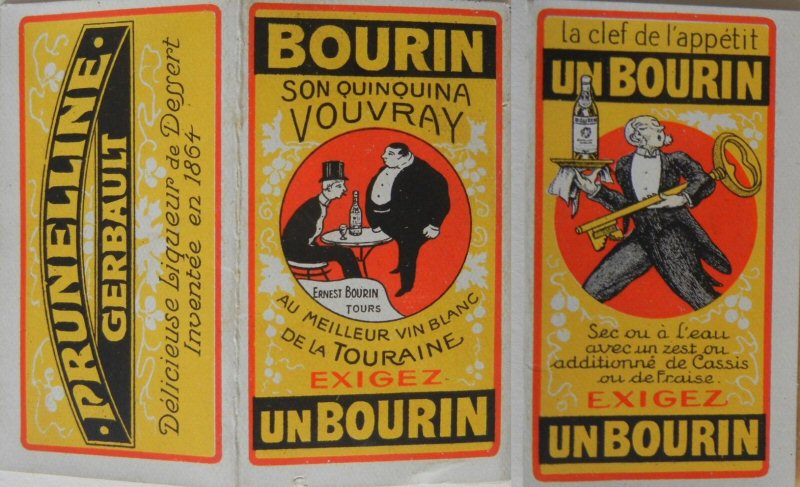 PRUNELLINE
GERBAULT
Délicieuse Liqueur de Dessert
Inventée en 1864
BOURIN
SON QUINQUINA
VOUVRAY
ERNEST BOURIN
TOURS
AU MEILLEUR VIN BLANC
DE LA TOURAINE
EXIGEZ
UN BOURIN
la clef de l'appétit
UN BOURIN
BOURIN
Sec ou à l'eau
avec un zest ou
additionné de Cassis
ou de Fraise.
EXIGEZ
UN BOURIN